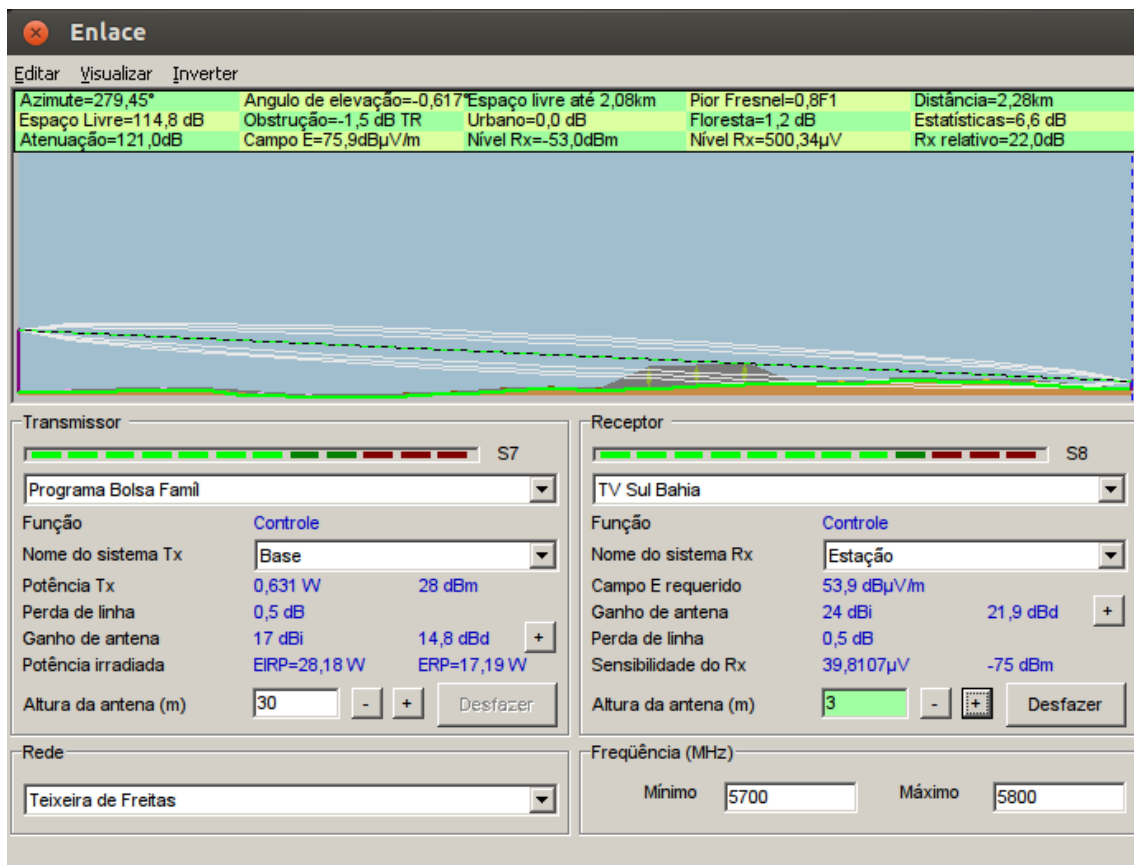 Enlace
Editar Visualizar Inverter
Azimute=279,45° Angulo de elevação=-0,617° Espaço livre até 2,08km Pior Fresnel=0,8F1 Distância=2,28km
Espaço Livre=114,8 dB Obstrução=-1,5 dB TR Urbano=0,0 dB Floresta=1,2 dB Estatísticas=6,6 dB
Atenuação=121,0dB Campo E=75,9dBµV/m Nível Rx=-53,0dBm Nível Rx=500,34µV Rx relativo=22,0dB
Transmissor
S7
Programa Bolsa Famíl
Função Controle
Nome do sistema Tx Base
Potência Tx 0,631 W 28 dBm
Perda de linha 0,5 dB
Ganho de antena 17 dBi 14,8 dBd +
Potência irradiada EIRP=28,18 W ERP=17,19 W
Altura da antena (m) 30 - + Desfazer
Rede
Teixeira de Freitas
Receptor
S8
TV Sul Bahia
Função Controle
Nome do sistema Rx Estação
Campo E requerido 53,9 dBµV/m
Ganho de antena 24 dBi 21,9 dBd +
Perda de linha 0,5 dB
Sensibilidade do Rx 39,8107µV -75 dBm
Altura da antena (m) 3 - + Desfazer
Freqüência (MHz)
Mínimo 5700 Máximo 5800